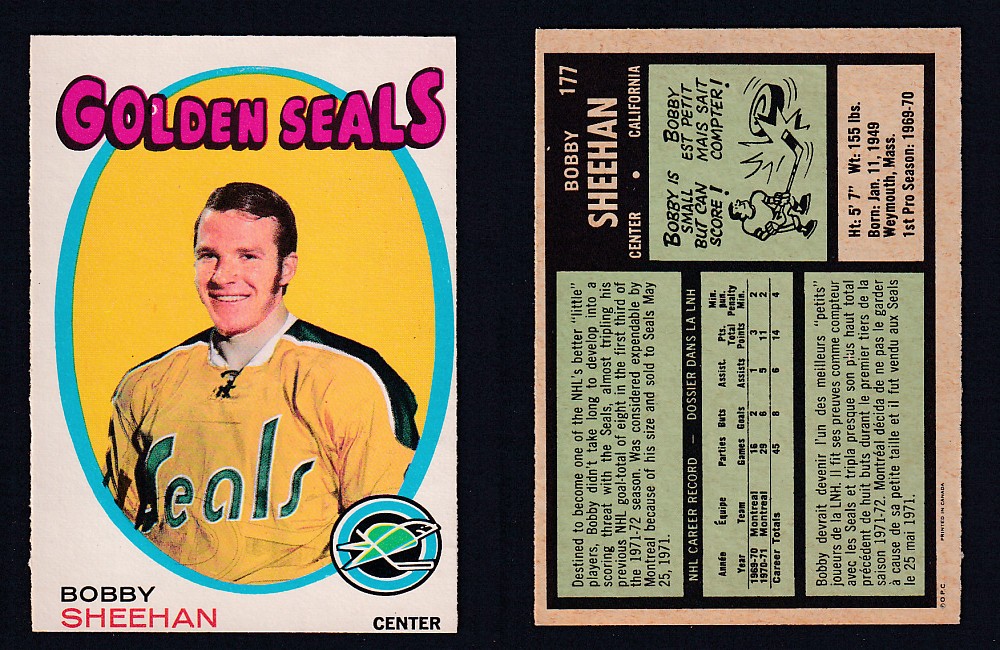 GOLDEN SEALS
Seals
BOBBY
SHEEHAN
CENTER
177
BOBBY
SHEEHAN
CENTER • CALIFORNIA
BOBBY IS
SMALL
BUT CAN
SCORE!
BOBBY
EST PETIT
MAIS SAIT
COMPTER!
Ht: 5' 7" Wt: 155 lbs.
Born: Jan. 11, 1949
Weymouth, Mass.
1st Pro Season: 1969-70
Destined to become one of the NHL's better "little"
players, Bobby didn't take long to develop into a
scoring threat with the Seals, almost tripling his
previous NHL goal-total of eight in the first third of
the 1971-72 season. Was considered expendable by
Montreal because of his size and sold to Seals May
25, 1971.
NHL CAREER RECORD — DOSSIER DANS LA LNH
Année Équipe Parties Buts Assist. Pts. Total Min. pun.
Year Team Games Goals Assists Points Penalty Min.
1969-70 Montreal 16 2 1 3 2
1970-71 Montreal 29 6 5 11 2
Career Totals 45 8 6 14 4
Bobby devrait devenir l'un des meilleurs "petits"
joueurs de la LNH. Il fit ses preuves comme compteur
avec les Seals et tripla presque son plus haut total
précédent de huit buts durant le premier tiers de la
saison 1971-72. Montréal décida de ne pas le garder
à cause de sa petite taille et il fut vendu aux Seals
le 25 mai 1971.
©O.P.C. PRINTED IN CANADA